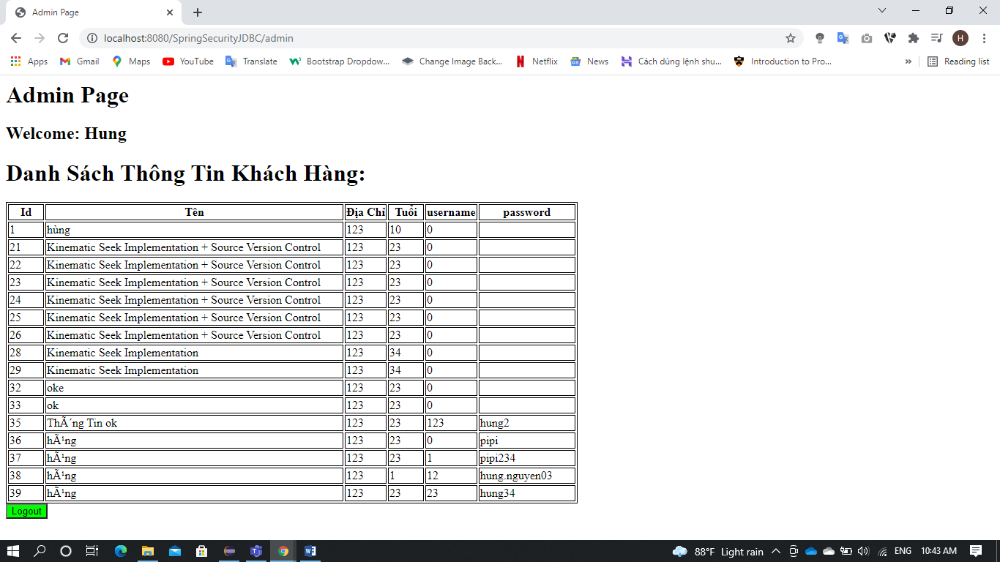 Admin Page
localhost:8080/SpringSecurityJDBC/admin
H
Apps Gmail Maps YouTube Translate Bootstrap Dropdow... Change Image Back... Netflix News Cách dùng lệnh shu... Introduction to Pro... » Reading list
Admin Page
Welcome: Hung
Danh Sách Thông Tin Khách Hàng:
Id Tên Địa Chỉ Tuổi username password
1 hùng 123 10 0
21 Kinematic Seek Implementation + Source Version Control 123 23 0
22 Kinematic Seek Implementation + Source Version Control 123 23 0
23 Kinematic Seek Implementation + Source Version Control 123 23 0
24 Kinematic Seek Implementation + Source Version Control 123 23 0
25 Kinematic Seek Implementation + Source Version Control 123 23 0
26 Kinematic Seek Implementation + Source Version Control 123 23 0
28 Kinematic Seek Implementation 123 34 0
29 Kinematic Seek Implementation 123 34 0
32 oke 123 23 0
33 ok 123 23 0
35 ThÃ´ng Tin ok 123 23 123 hung2
36 hÃ¹ng 123 23 0 pipi
37 hÃ¹ng 123 23 1 pipi234
38 hÃ¹ng 123 1 12 hung.nguyen03
39 hÃ¹ng 123 23 23 hung34
Logout
88°F Light rain ENG 10:43 AM